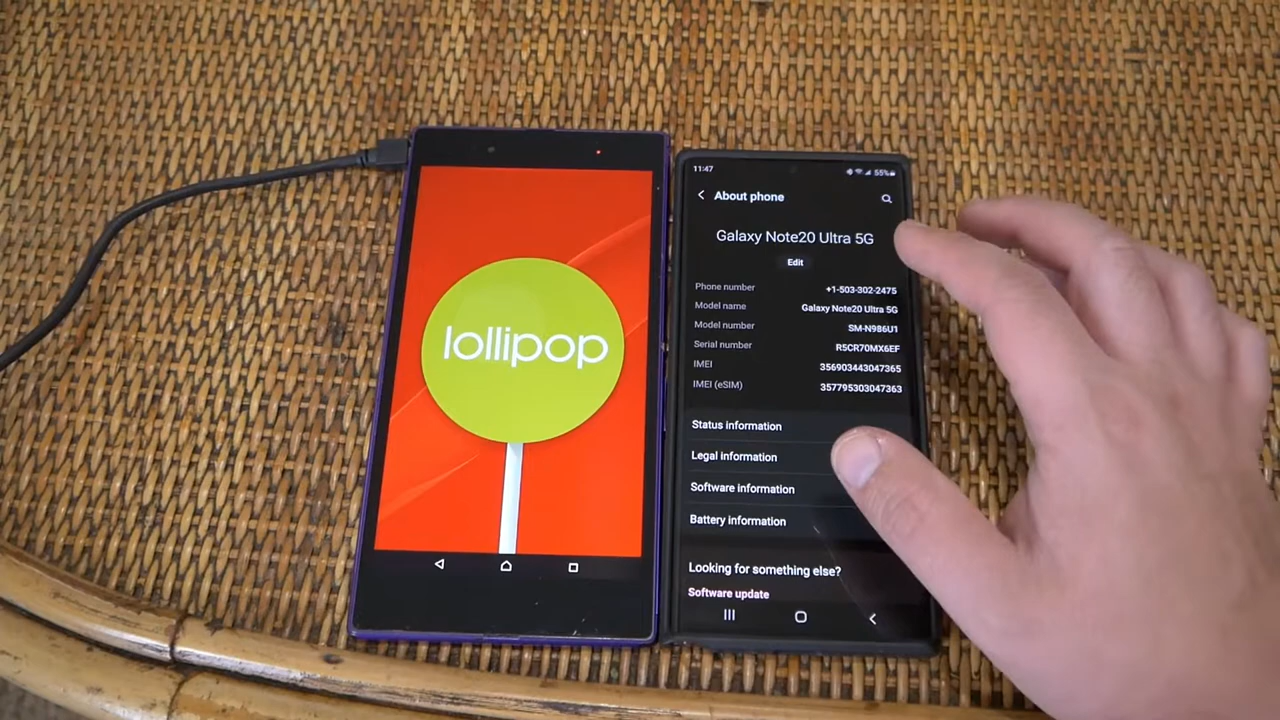 lollipop
11:47
55%
About phone
Galaxy Note20 Ultra 5G
Edit
Phone number +1-503-302-2475
Model name Galaxy Note20 Ultra 5G
Model number SM-N986U1
Serial number R5CR70MX6EF
IMEI 356903443047365
IMEI (eSIM) 357795303047363
Status information
Legal information
Software information
Battery information
Looking for something else?
Software update